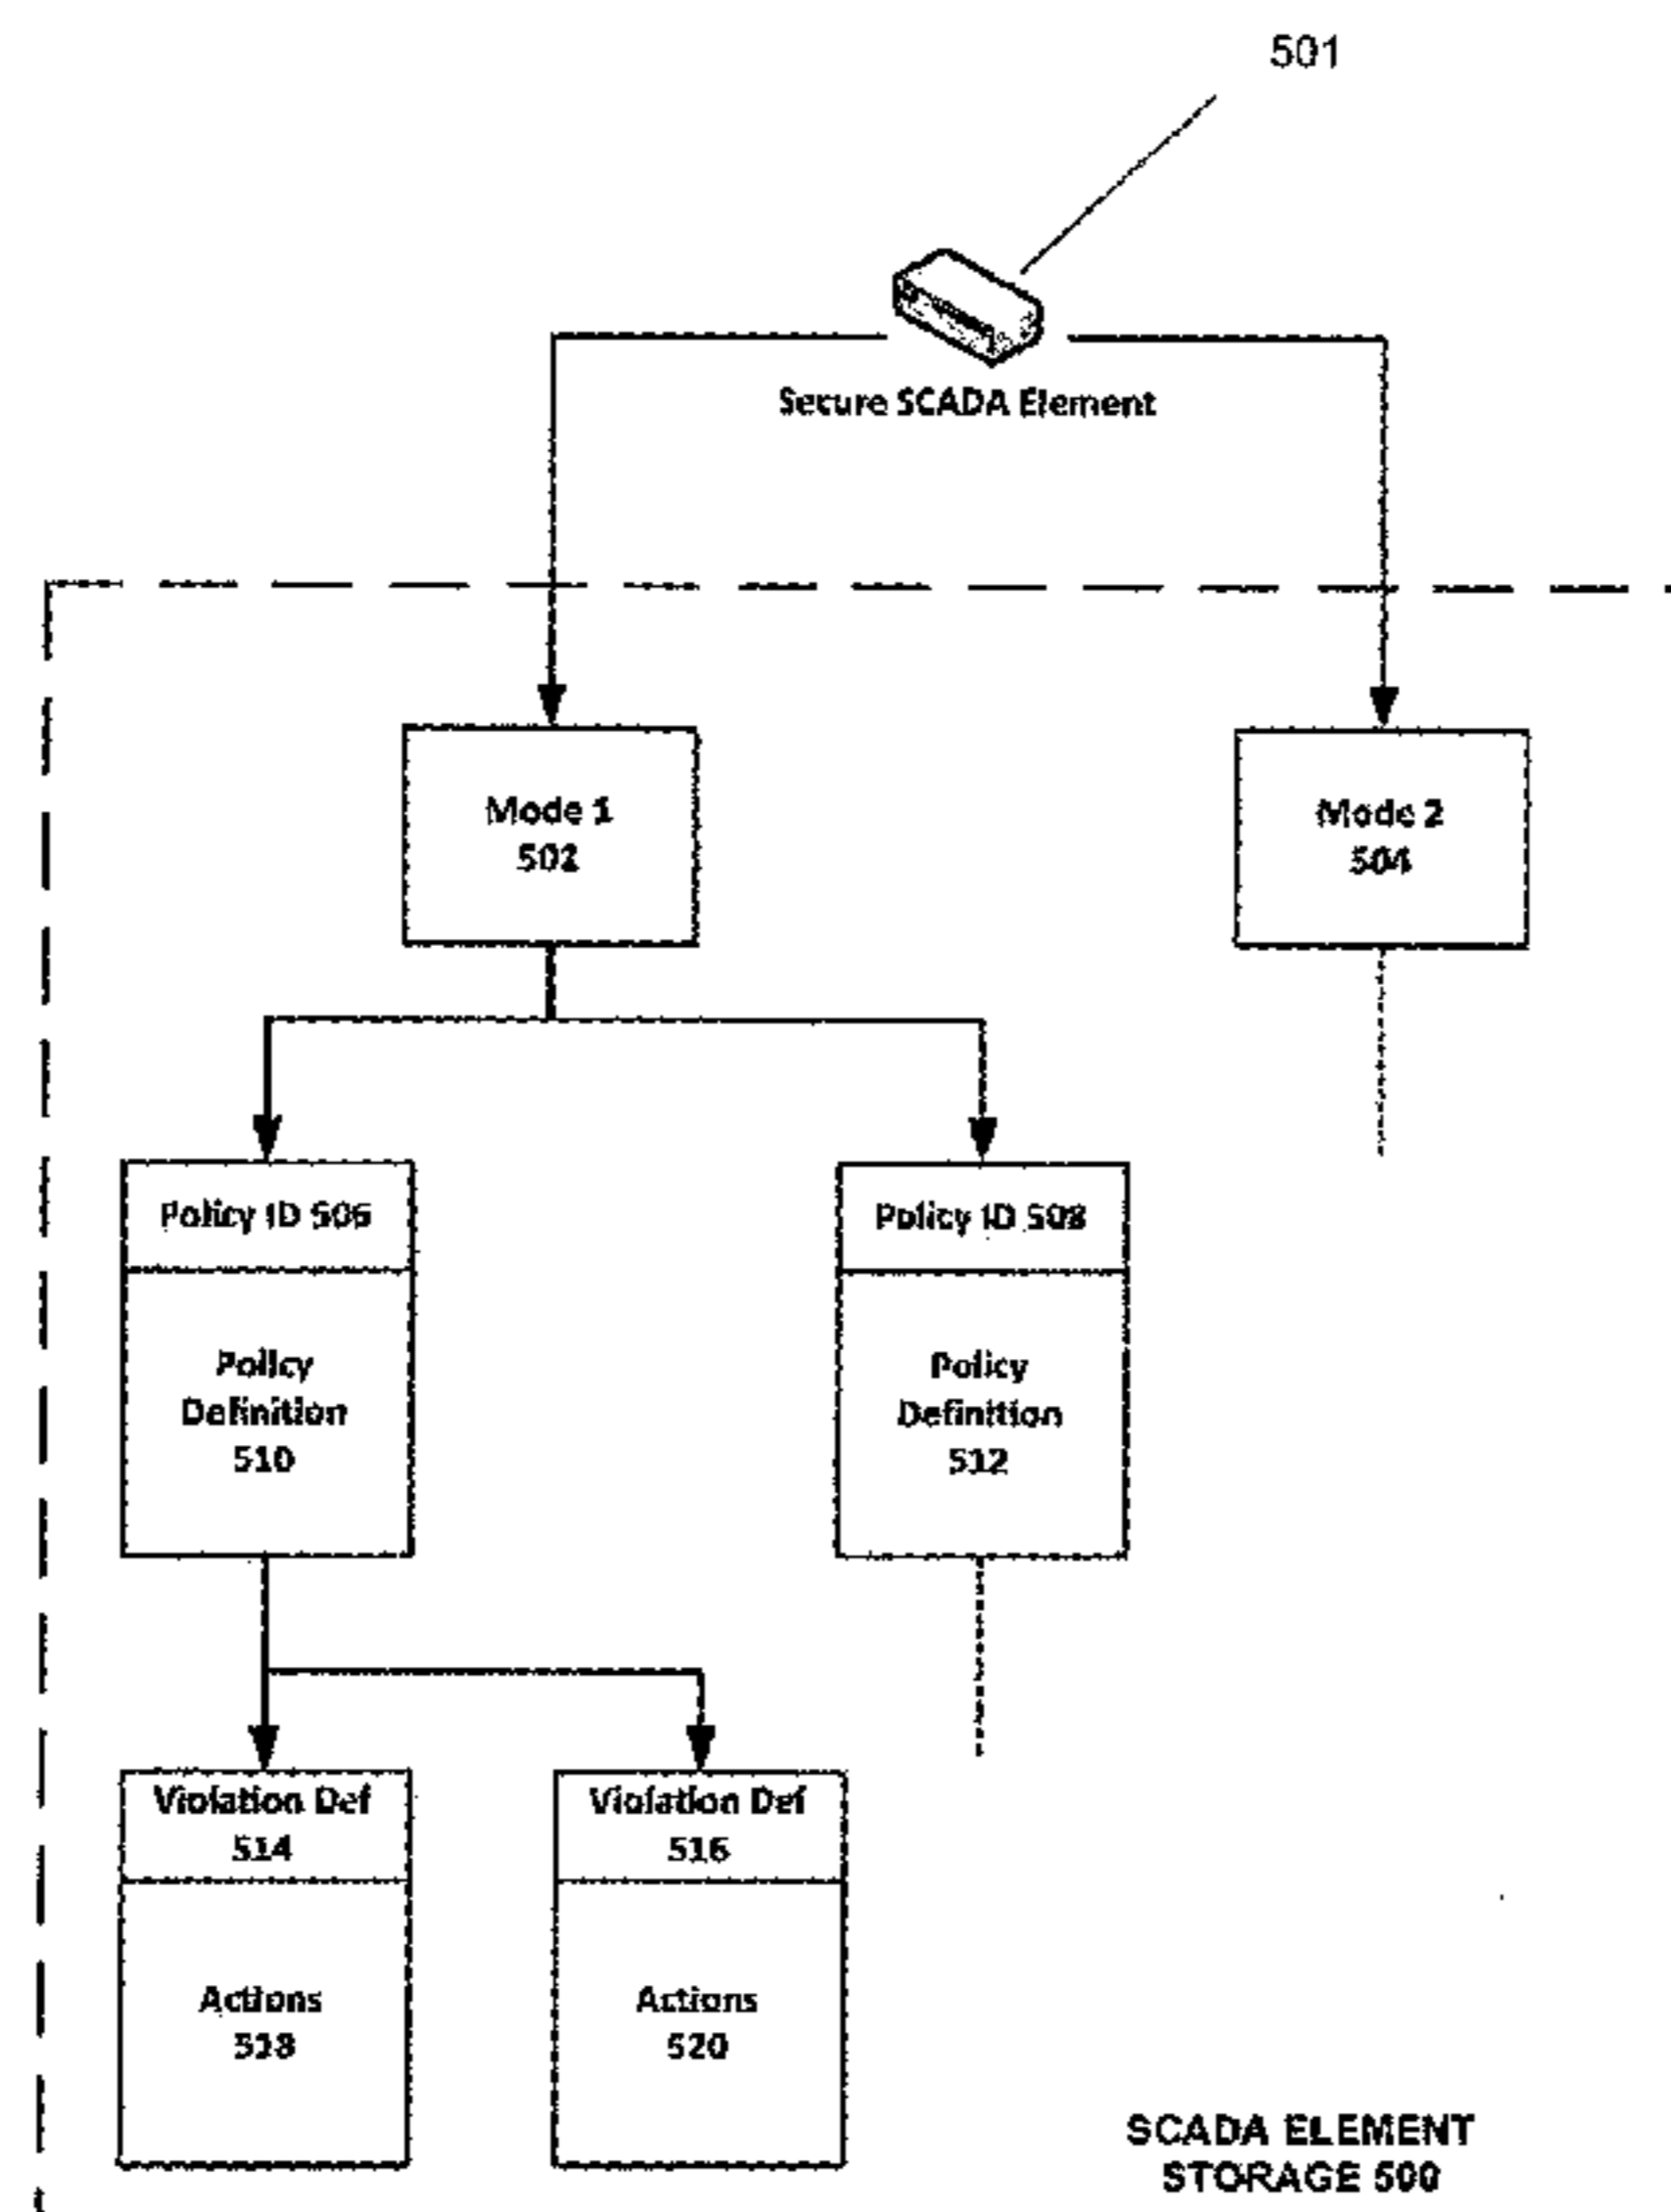 501
Secure SCADA Element
Mode 1
502
Mode 2
504
Policy ID 506
Policy ID 508
Policy
Definition
510
Policy
Definition
512
Violation Def
514
Violation Def
516
Actions
518
Actions
520
SCADA ELEMENT
STORAGE 500